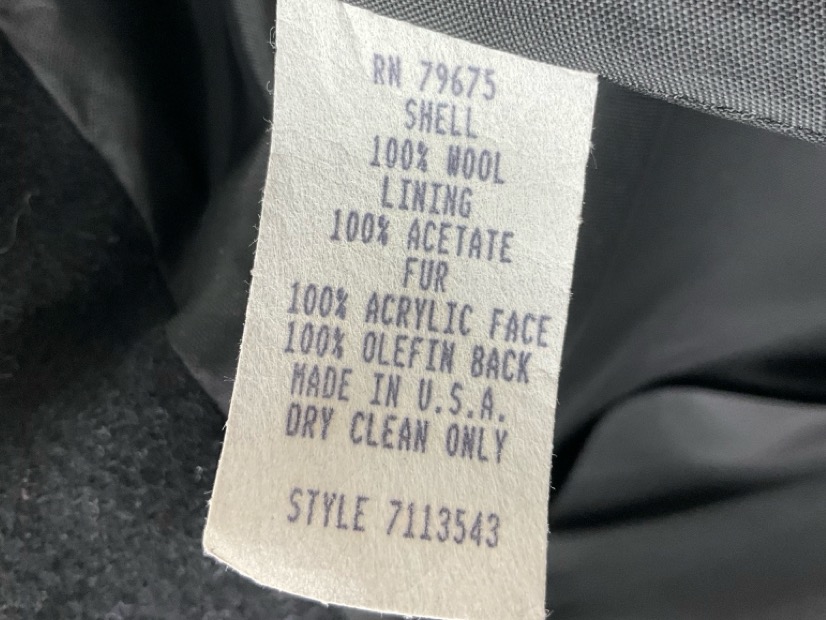 RN 79675
SHELL
100% WOOL
LINING
100% ACETATE
FUR
100% ACRYLIC FACE
100% OLEFIN BACK
MADE IN U.S.A.
DRY CLEAN ONLY
STYLE 7113543